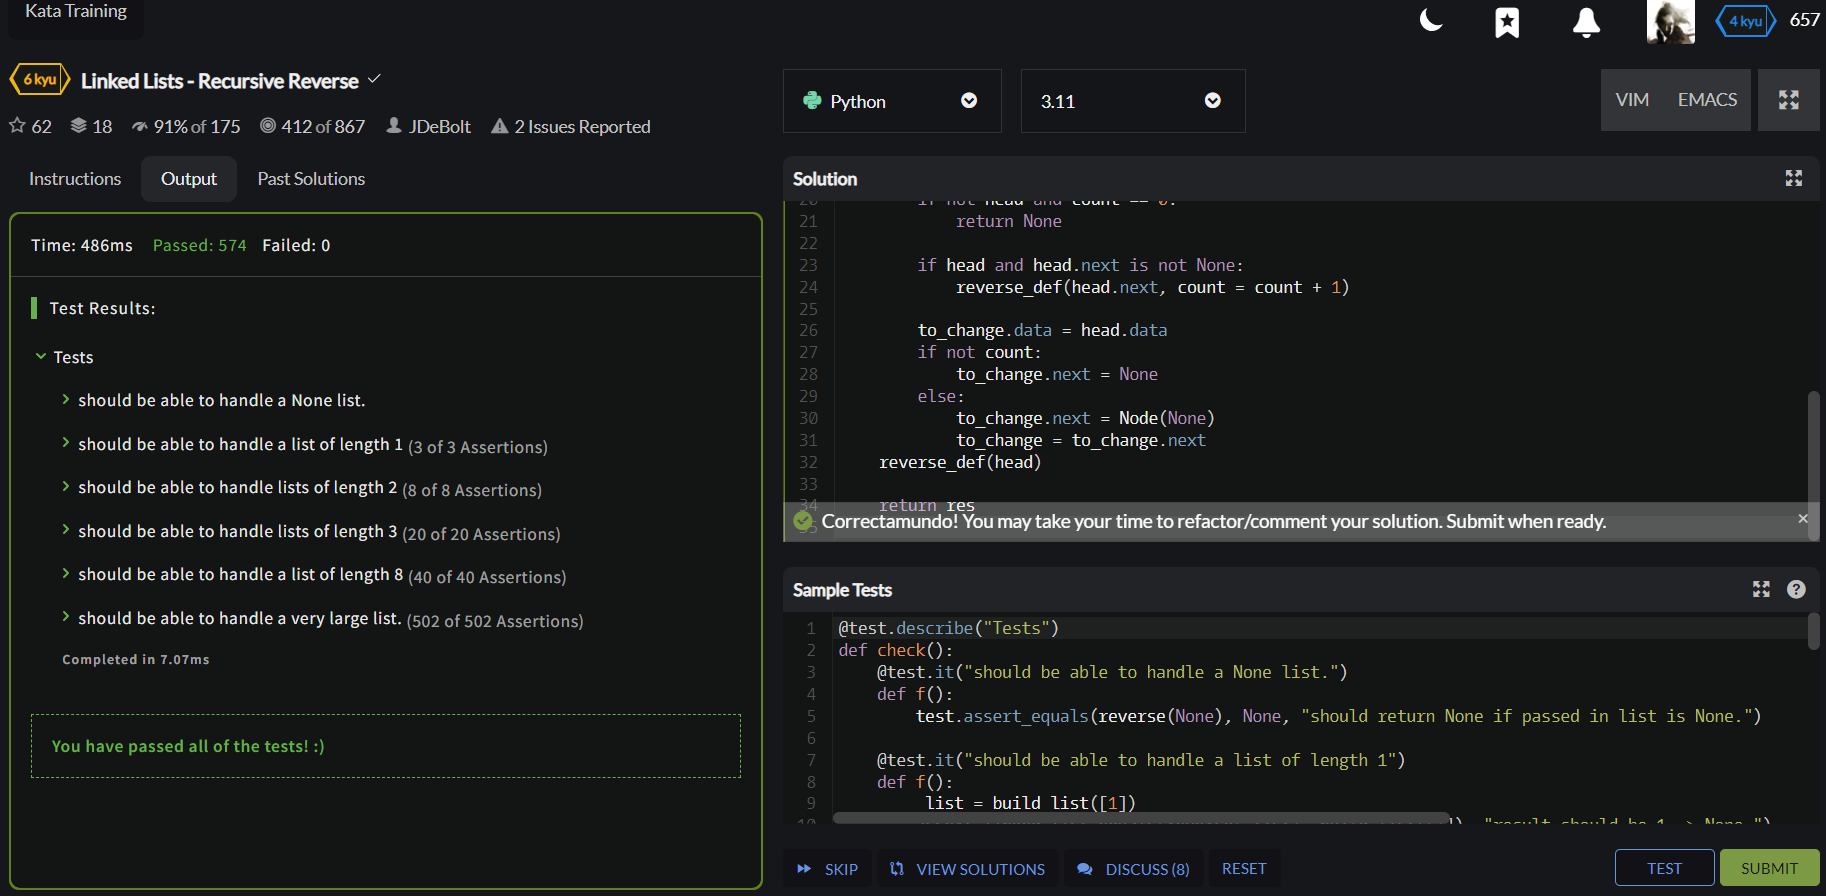 Kata Training
4 kyu 657
6 kyu Linked Lists - Recursive Reverse
62 18 91% of 175 412 of 867 JDeBolt 2 Issues Reported
Instructions Output Past Solutions
Time: 486ms Passed: 574 Failed: 0
Test Results:
Tests
should be able to handle a None list.
should be able to handle a list of length 1 (3 of 3 Assertions)
should be able to handle lists of length 2 (8 of 8 Assertions)
should be able to handle lists of length 3 (20 of 20 Assertions)
should be able to handle a list of length 8 (40 of 40 Assertions)
should be able to handle a very large list. (502 of 502 Assertions)
Completed in 7.07ms
You have passed all of the tests! :)
Python 3.11 VIM EMACS
Solution
20 if not head and count == 0:
21 return None
22
23 if head and head.next is not None:
24 reverse_def(head.next, count = count + 1)
25
26 to_change.data = head.data
27 if not count:
28 to_change.next = None
29 else:
30 to_change.next = Node(None)
31 to_change = to_change.next
32 reverse_def(head)
33
34 return res
35
Correctamundo! You may take your time to refactor/comment your solution. Submit when ready.
Sample Tests
1 @test.describe("Tests")
2 def check():
3 @test.it("should be able to handle a None list.")
4 def f():
5 test.assert_equals(reverse(None), None, "should return None if passed in list is None.")
6
7 @test.it("should be able to handle a list of length 1")
8 def f():
9 list = build_list([1])
10 "result should be 1 -> None.")
SKIP VIEW SOLUTIONS DISCUSS (8) RESET TEST SUBMIT